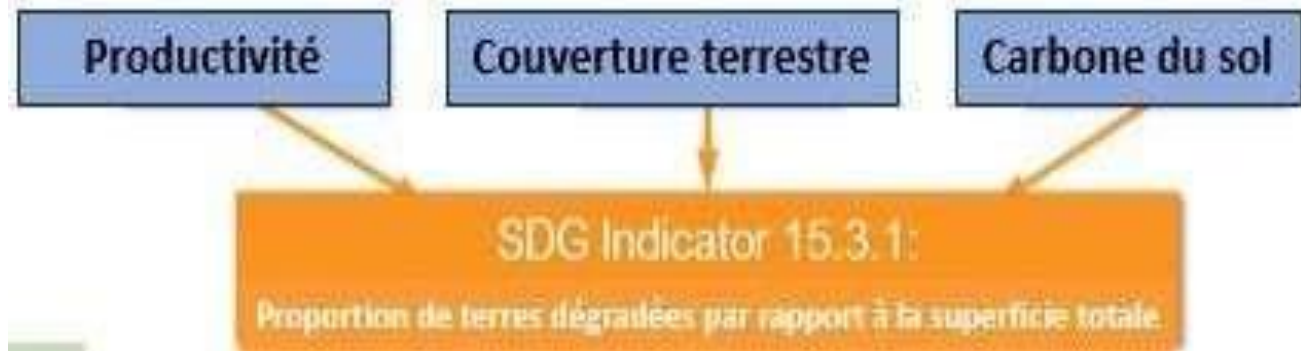 Productivité
Couverture terrestre
Carbone du sol
SDG Indicator 15.3.1:
Proportion de terres dégradées par rapport à la superficie totale